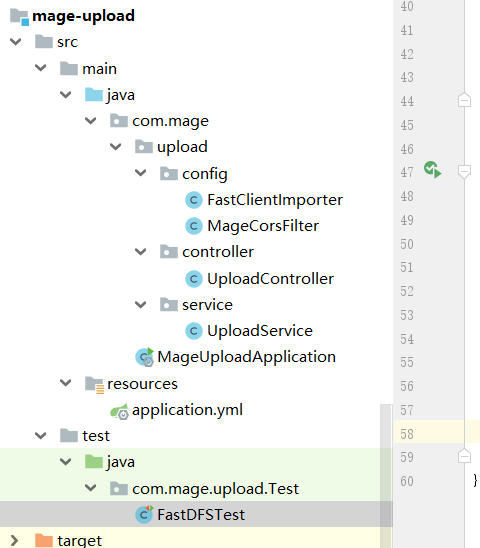 mage-upload
src
main
java
com.mage
upload
config
FastClientImporter
MageCorsFilter
controller
UploadController
service
UploadService
MageUploadApplication
resources
application.yml
test
java
com.mage.upload.Test
FastDFSTest
target
40
41
42
43
44
45
46
47
48
49
50
51
52
53
54
55
56
57
58
59
60 }